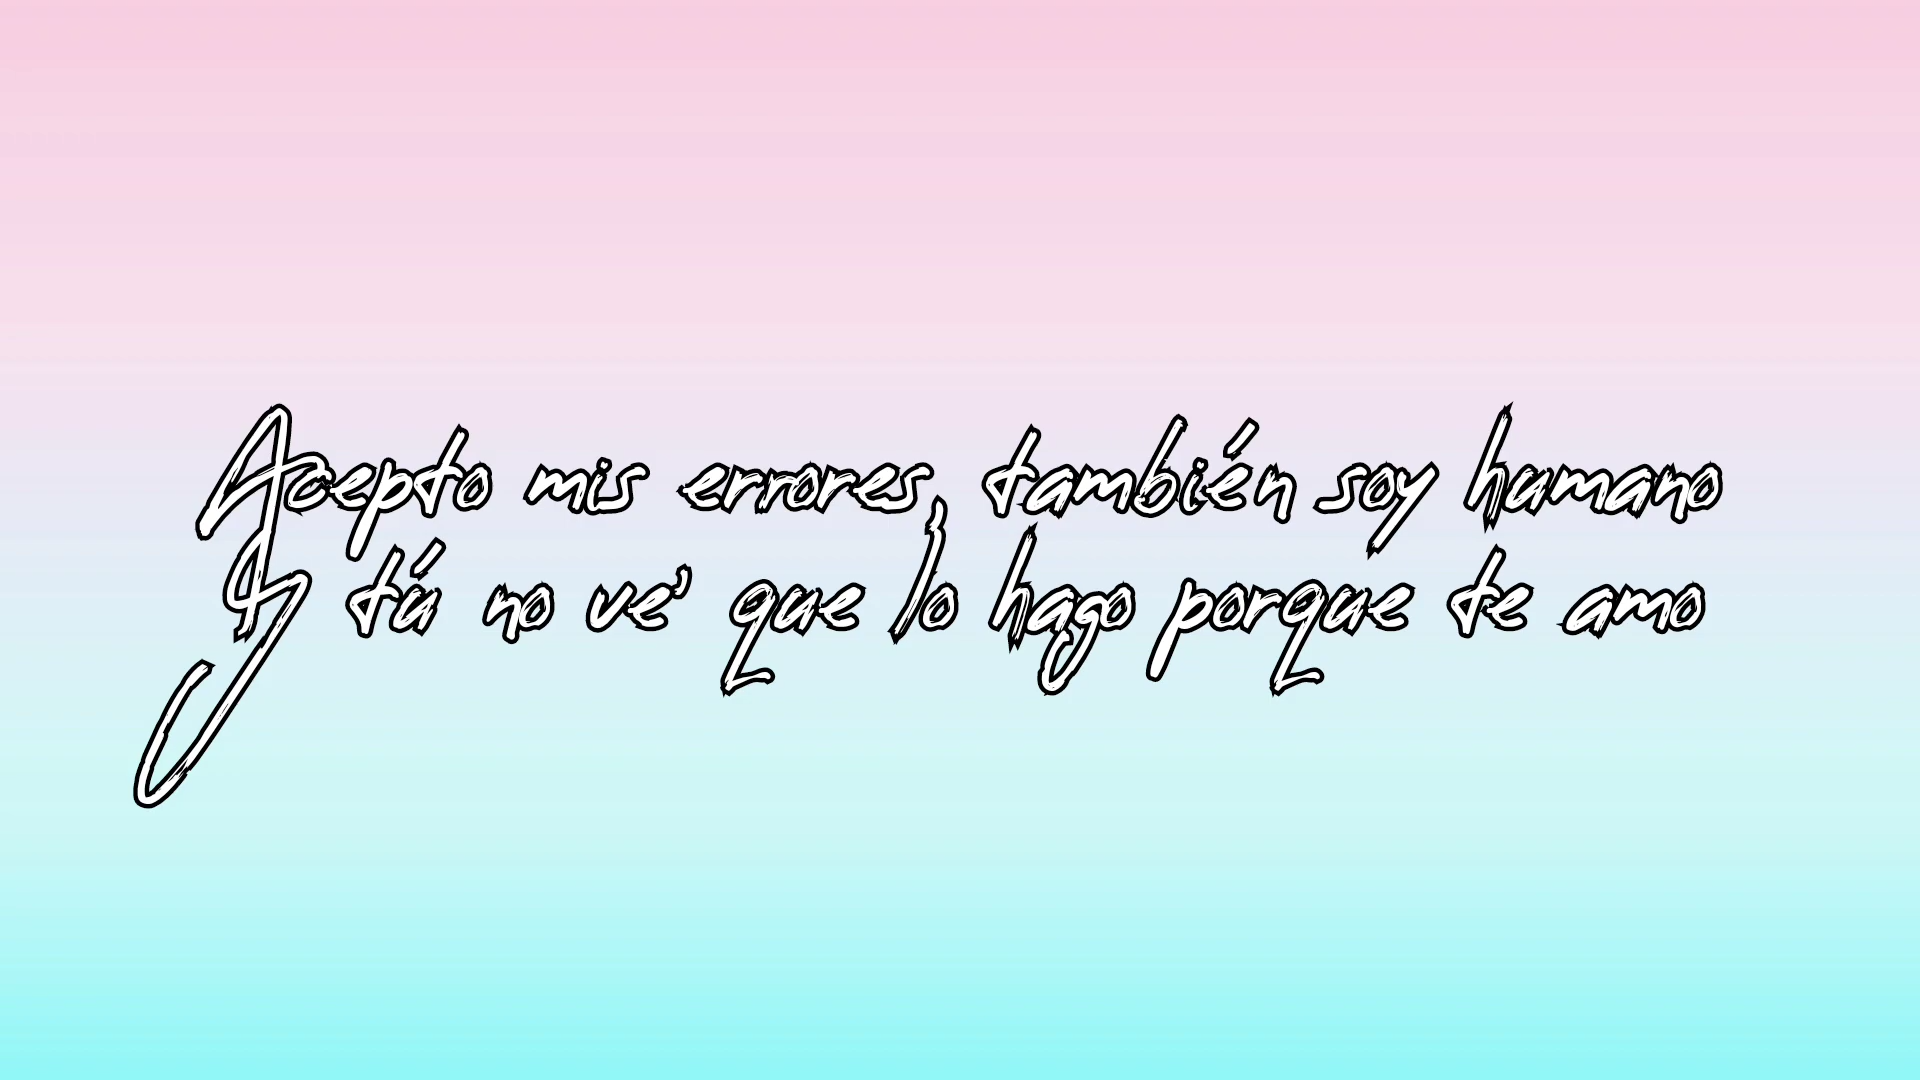 Acepto mis errores, también soy humano
Y tú no ve' que lo hago porque te amo